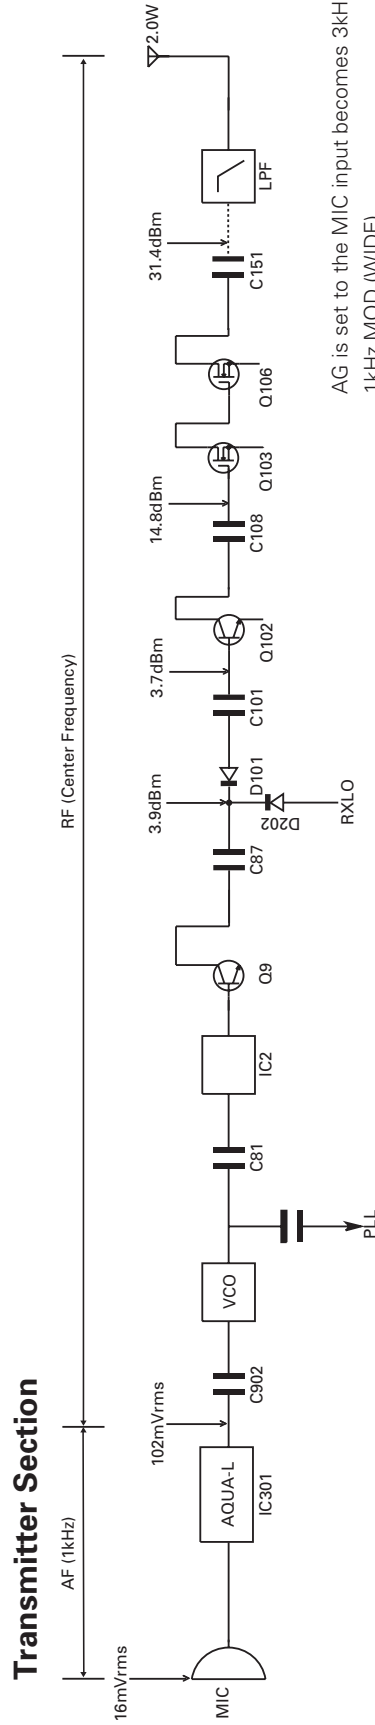 Transmitter Section
AF (1kHz)
RF (Center Frequency)
16mVrms
102mVrms
3.9dBm
3.7dBm
14.8dBm
31.4dBm
2.0W
MIC
AQUA-L
IC301
C902
VCO
PLL
C81
IC2
Q9
C87
D202
RXLO
D101
C101
Q102
C108
Q103
Q106
C151
LPF
AG is set to the MIC input becomes 3kH
1kHz MOD (WIDE)